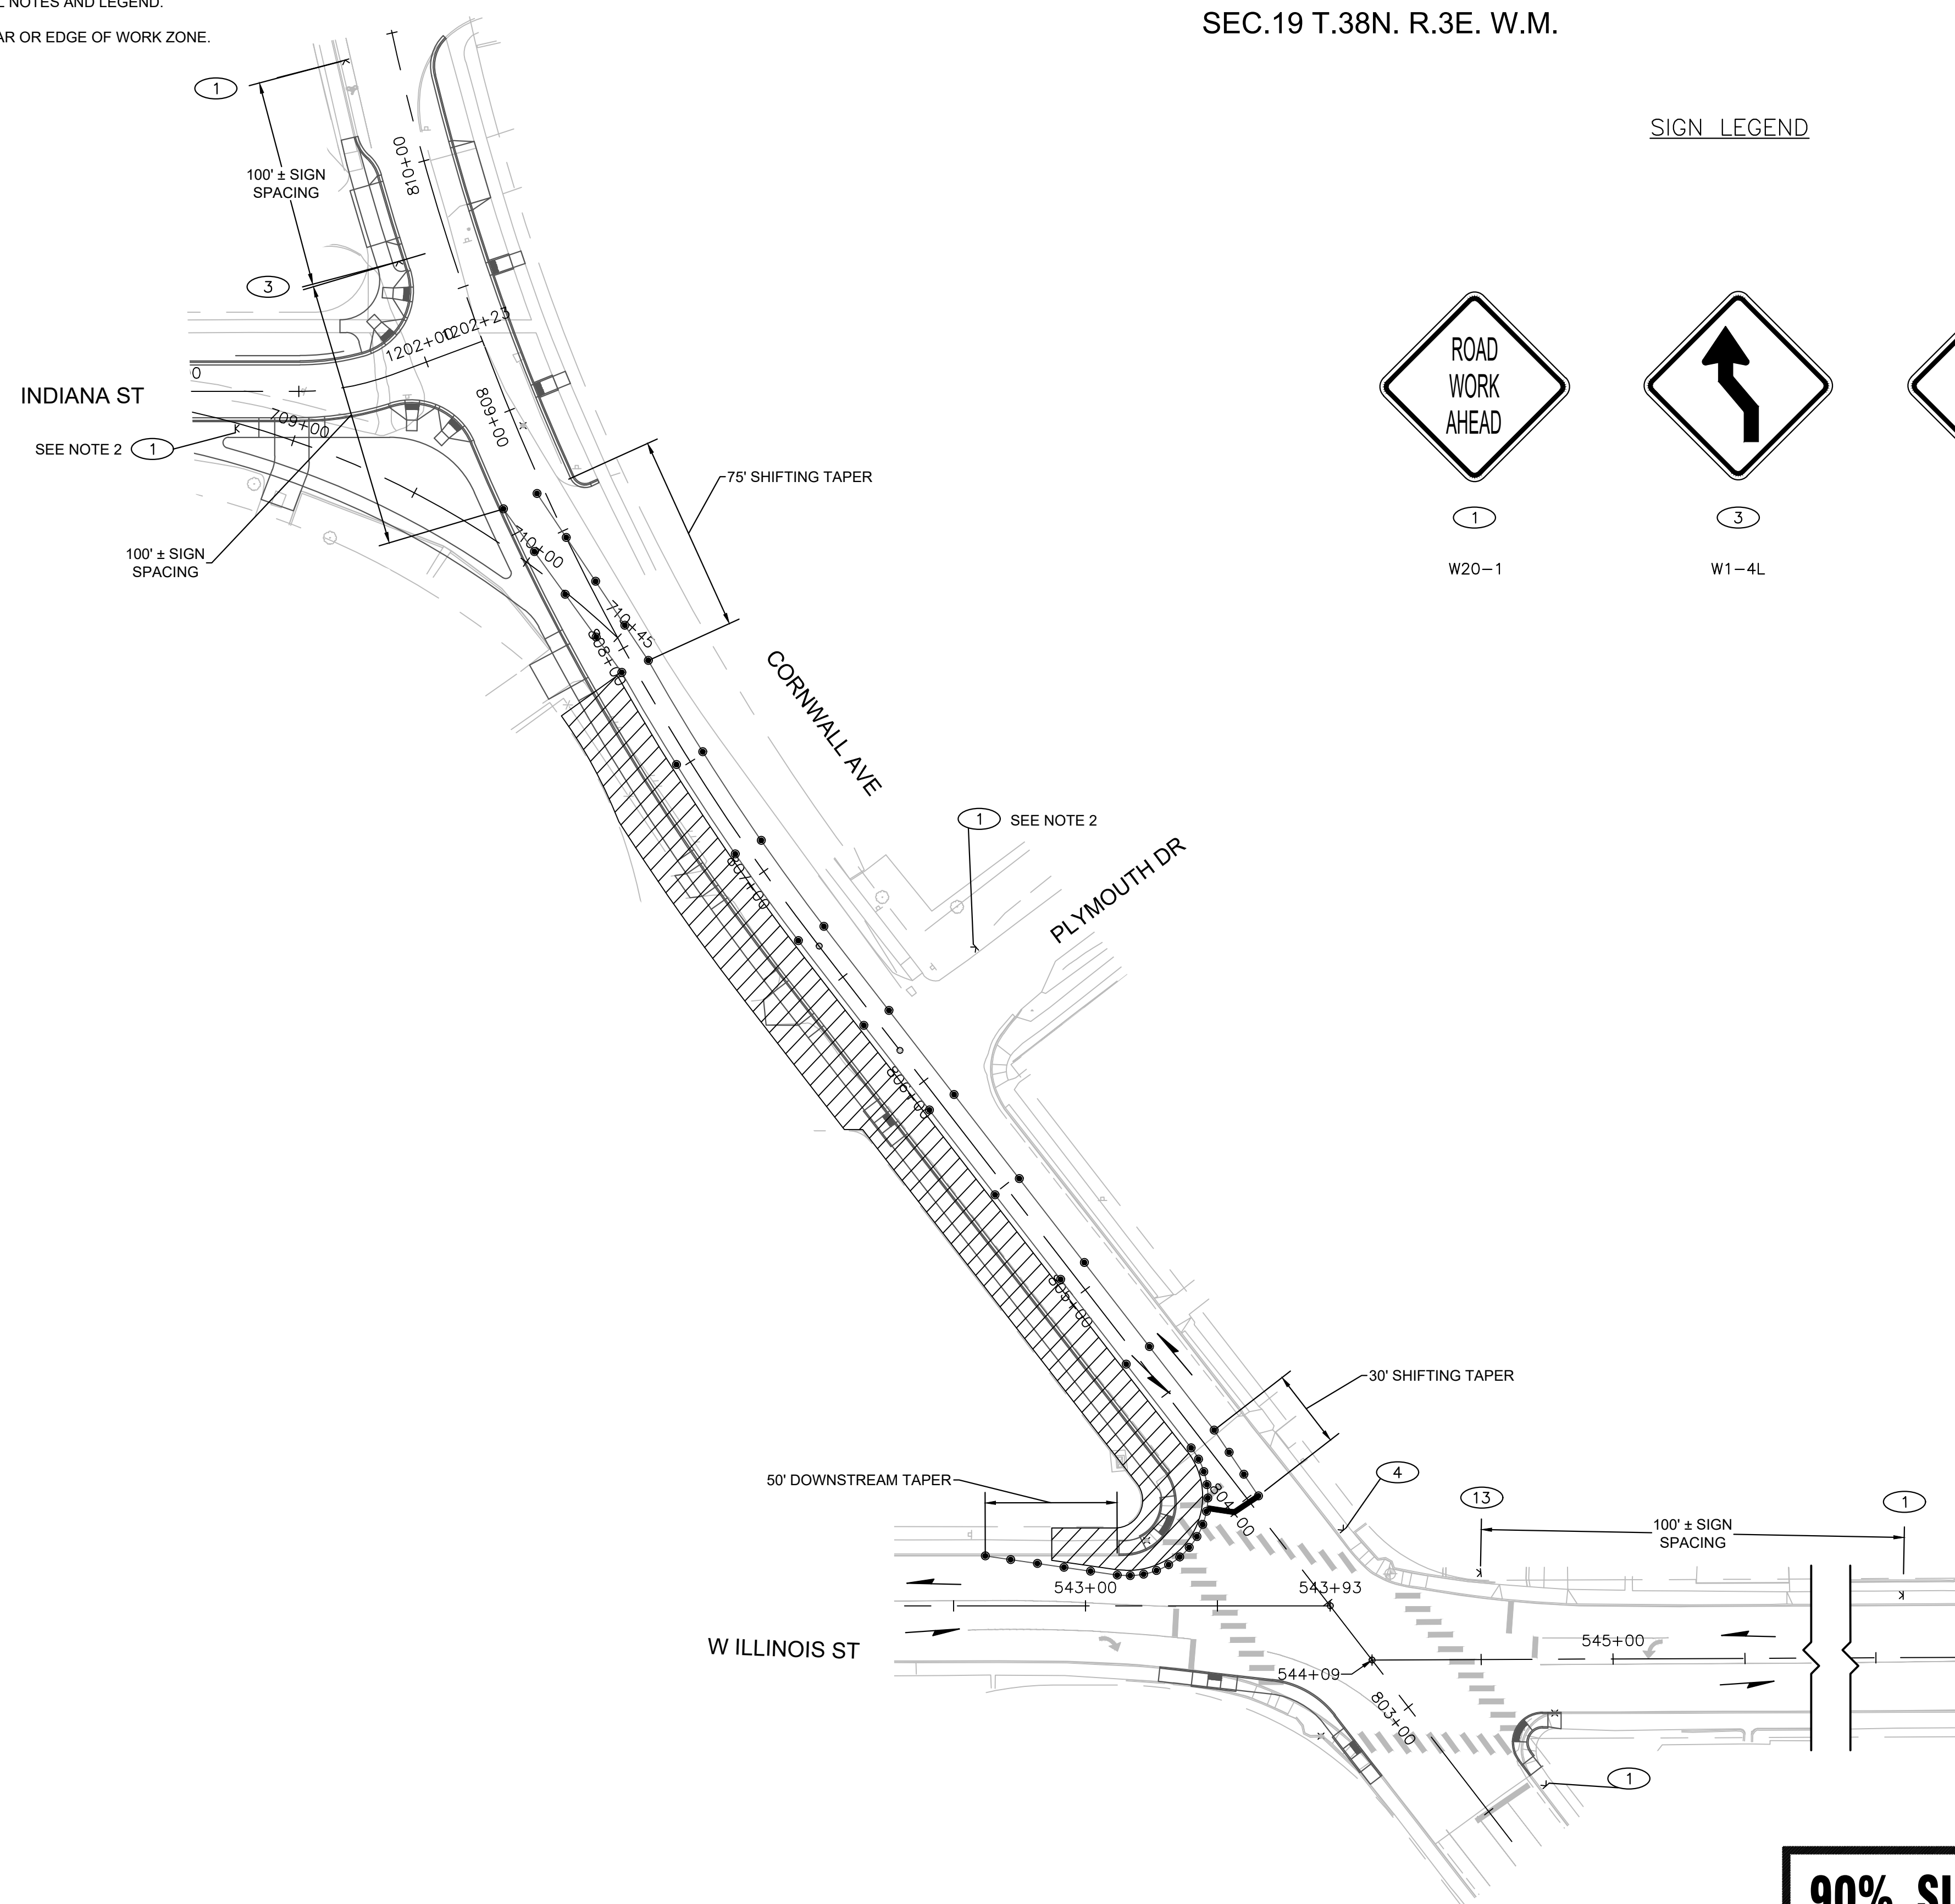 NOTES AND LEGEND.
AR OR EDGE OF WORK ZONE.
SEC.19 T.38N. R.3E. W.M.
SIGN LEGEND
1
100' ± SIGN
SPACING
810+00
3
1202+00
1202+23
INDIANA ST
709+00
809+00
SEE NOTE 2
1
75' SHIFTING TAPER
100' ± SIGN
SPACING
710+00
710+45
808+00
ROAD
WORK
AHEAD
1
3
W20-1
W1-4L
CORNWALL AVE
1
SEE NOTE 2
PLYMOUTH DR
807+00
806+00
805+00
30' SHIFTING TAPER
50' DOWNSTREAM TAPER
804+00
4
13
1
100' ± SIGN
SPACING
543+00
543+93
W ILLINOIS ST
544+09
545+00
803+00
1
90%